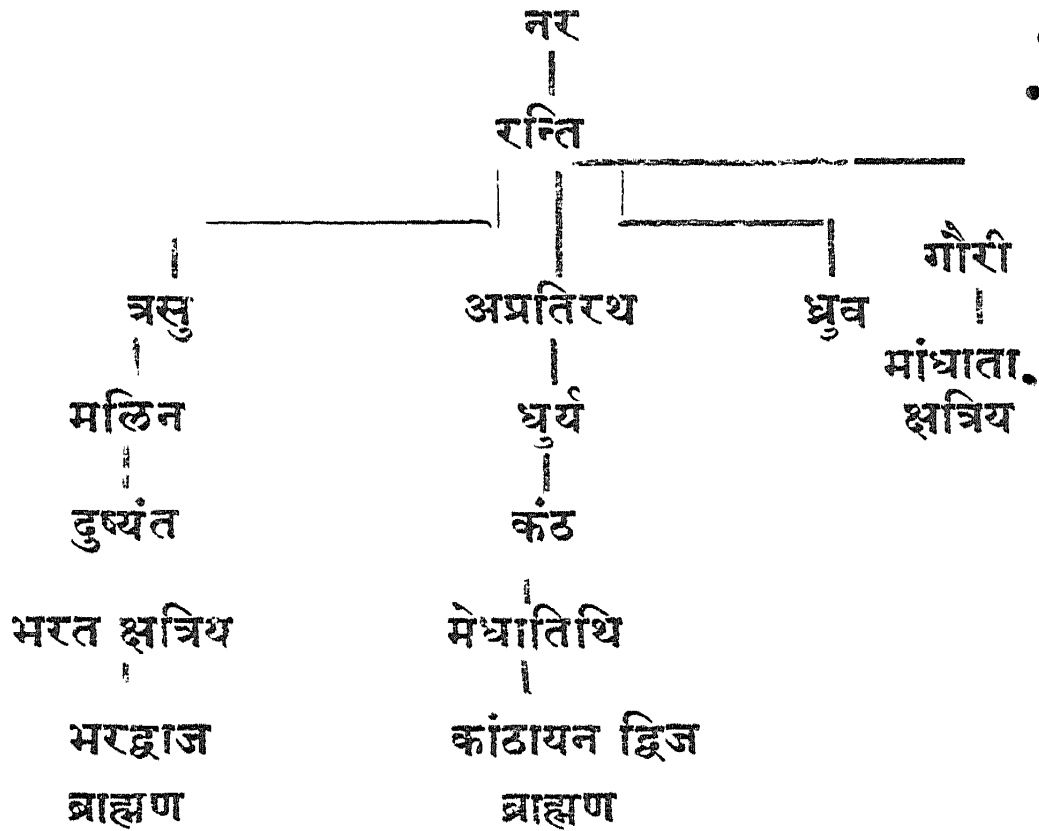 नर
रन्ति
गौरी
त्रसु अप्रतिरथ ध्रुव
मांधाता
मलिन धुर्य क्षत्रिय
दुष्यंत कंठ
भरत क्षत्रिय मेधातिथि
भरद्वाज कांठायन द्विज
ब्राह्मण ब्राह्मण